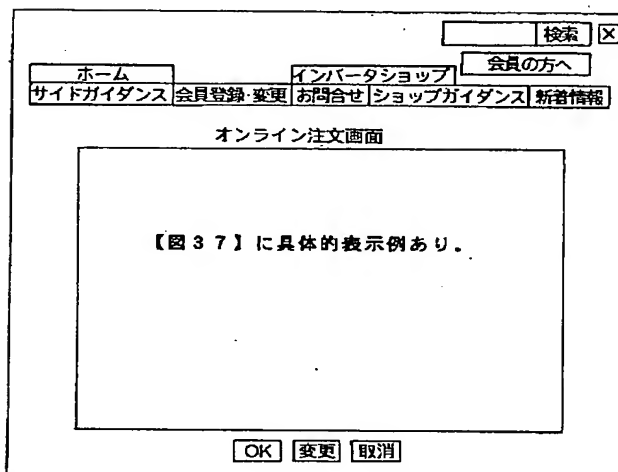 検索 ×
会員の方へ
ホーム インバータショップ
サイドガイダンス 会員登録・変更 お問合せ ショップガイダンス 新着情報
オンライン注文画面
【図37】に具体的表示例あり。
OK 変更 取消